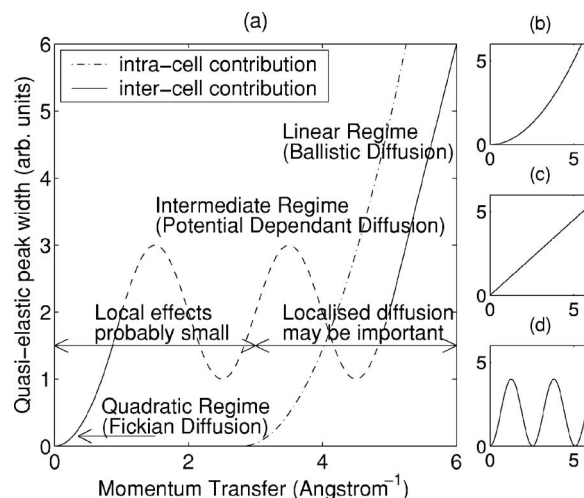 (a)
6
5
4
3
2
1
0
Quasi-elastic peak width (arb. units)
intra-cell contribution
inter-cell contribution
Linear Regime
(Ballistic Diffusion)
Intermediate Regime
(Potential Dependant Diffusion)
Local effects
probably small
Localised diffusion
may be important
Quadratic Regime
(Fickian Diffusion)
0 2 4 6
Momentum Transfer (Angstrom⁻¹)
(b)
5
0
0 5
(c)
5
0
0 5
(d)
5
0
0 5